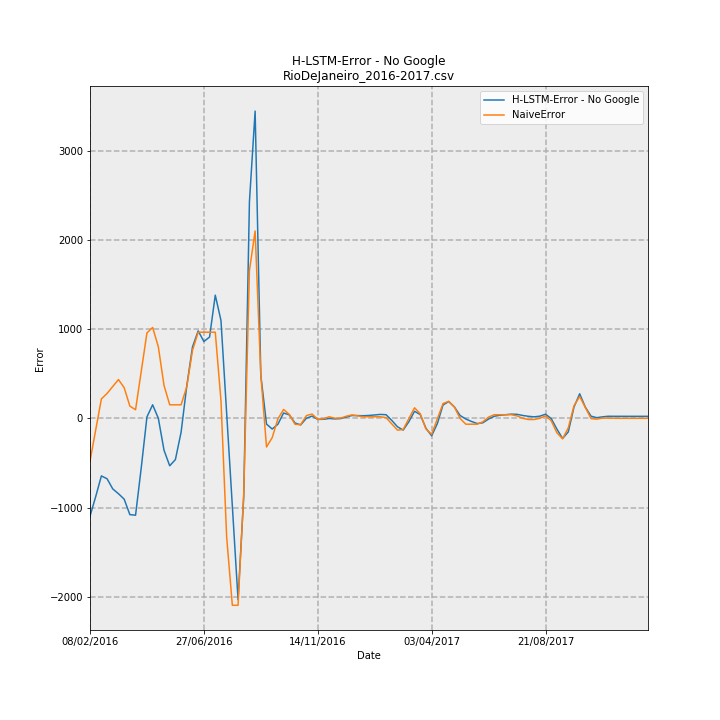 H-LSTM-Error - No Google
RioDeJaneiro_2016-2017.csv
H-LSTM-Error - No Google
NaiveError
Error
3000
2000
1000
0
−1000
−2000
08/02/2016
27/06/2016
14/11/2016
03/04/2017
21/08/2017
Date